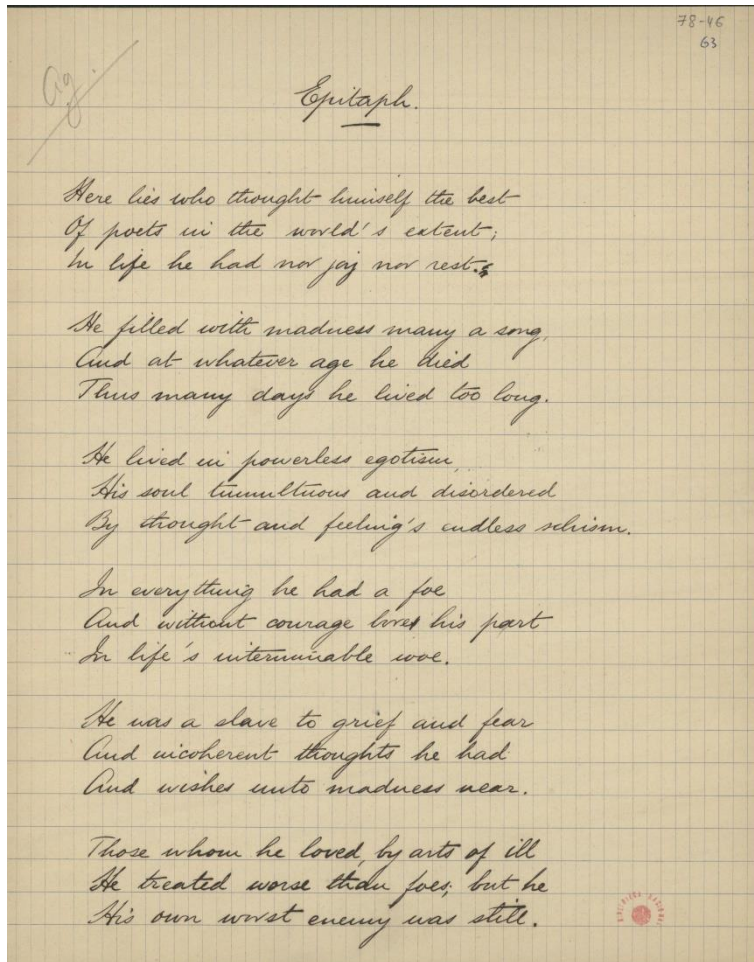 78-46
63
Ag.
Epitaph.
Here lies who thought himself the best
Of poets in the world's extent;
In life he had nor joy nor rest.
He filled with madness many a song,
And at whatever age he died
Thus many days he lived too long.
He lived in powerless egotism,
His soul tumultuous and disordered
By thought and feeling's endless schism.
In everything he had a foe
And without courage bore his part
In life's interminable woe.
He was a slave to grief and fear
And incoherent thoughts he had
And wishes unto madness near.
Those whom he loved, by arts of ill
He treated worse than foes; but he
His own worst enemy was still.